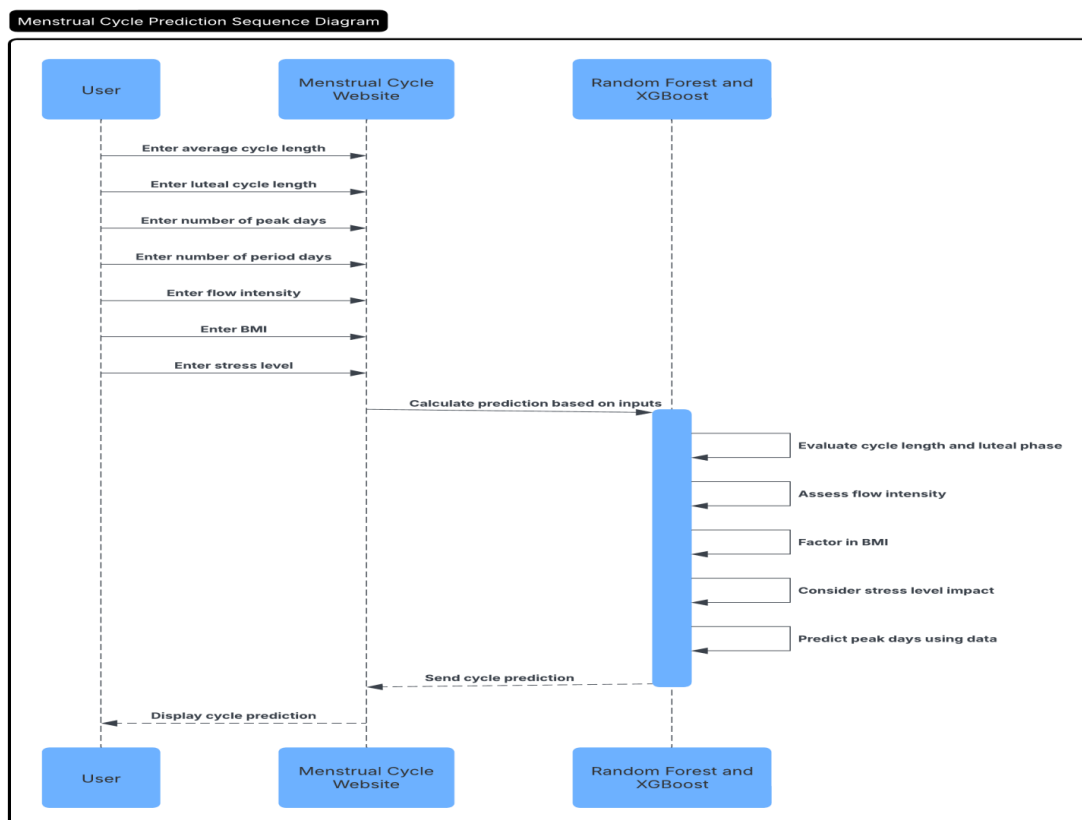 Menstrual Cycle Prediction Sequence Diagram
User
Menstrual Cycle
Website
Random Forest and
XGBoost
Enter average cycle length
Enter luteal cycle length
Enter number of peak days
Enter number of period days
Enter flow intensity
Enter BMI
Enter stress level
Calculate prediction based on inputs
Evaluate cycle length and luteal phase
Assess flow intensity
Factor in BMI
Consider stress level impact
Predict peak days using data
Send cycle prediction
Display cycle prediction
User
Menstrual Cycle
Website
Random Forest and
XGBoost